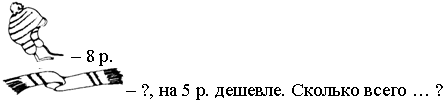 – 8 р.
– ?, на 5 р. дешевле. Сколько всего ... ?